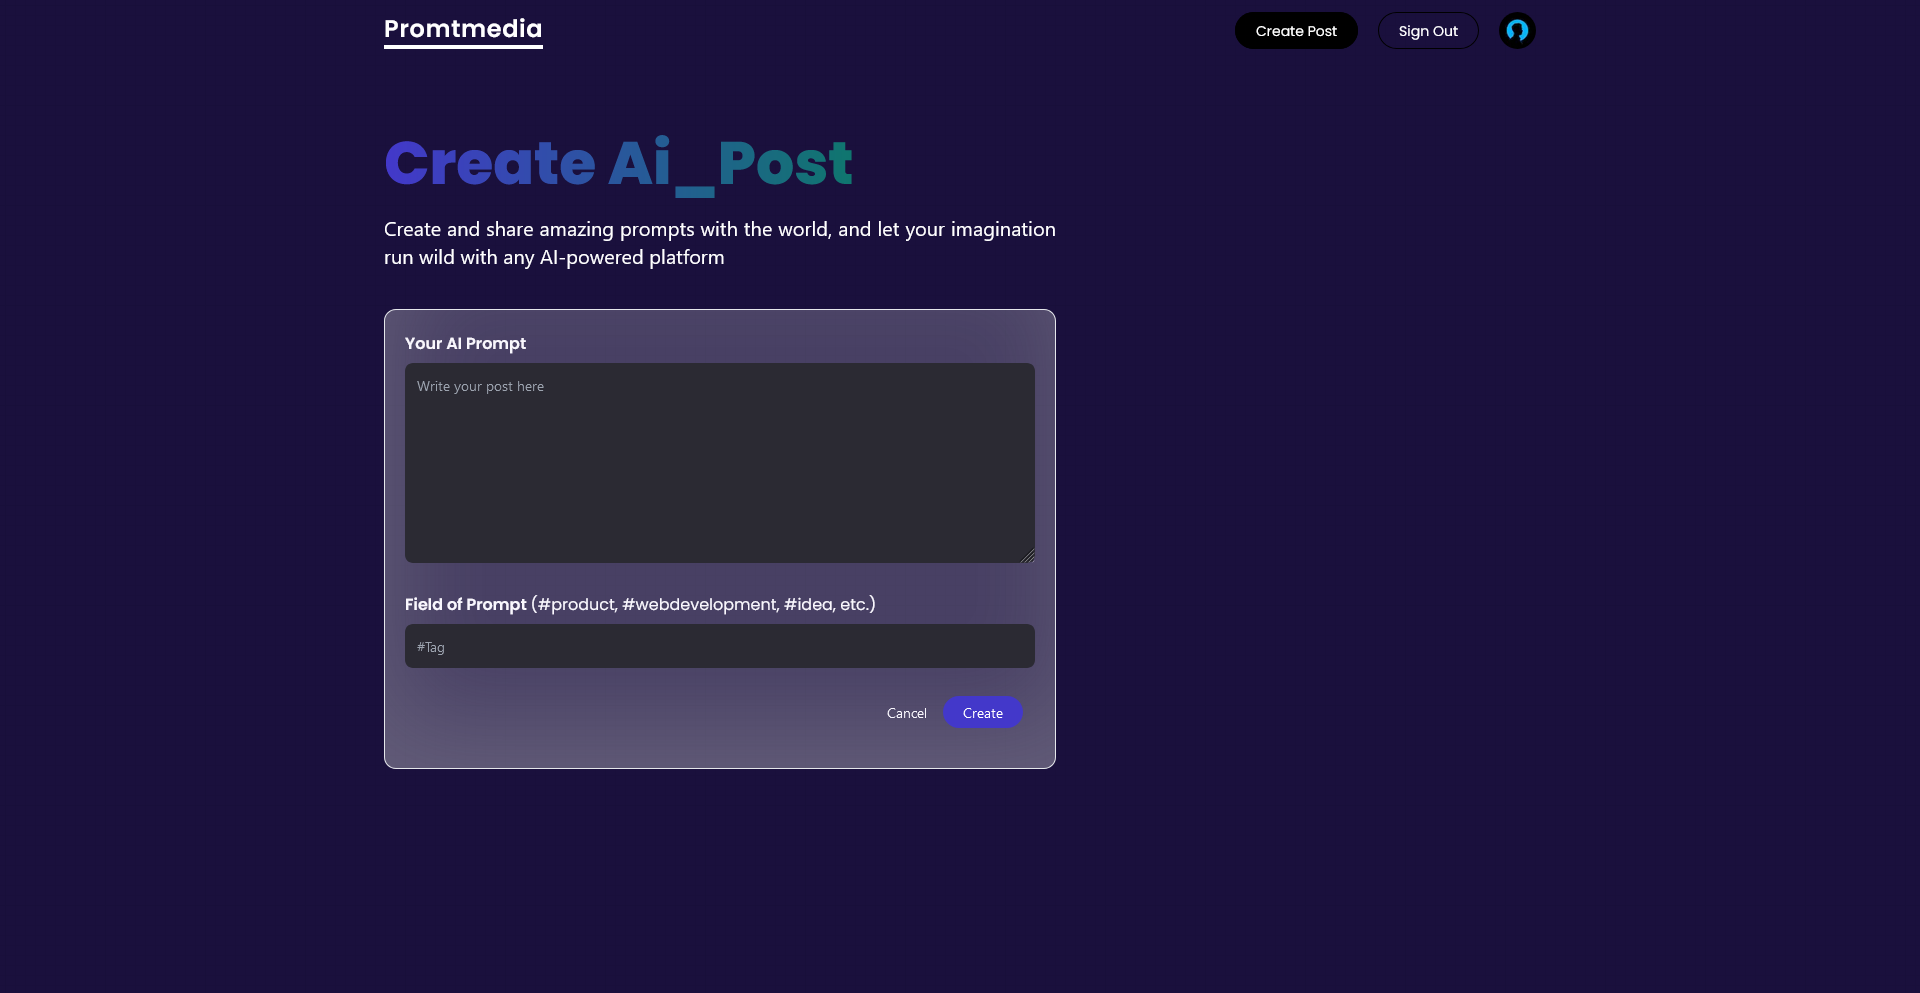 Promtmedia
Create Post
Sign Out
Create Ai_Post
Create and share amazing prompts with the world, and let your imagination
run wild with any AI-powered platform
Your AI Prompt
Write your post here
Field of Prompt (#product, #webdevelopment, #idea, etc.)
#Tag
Cancel
Create